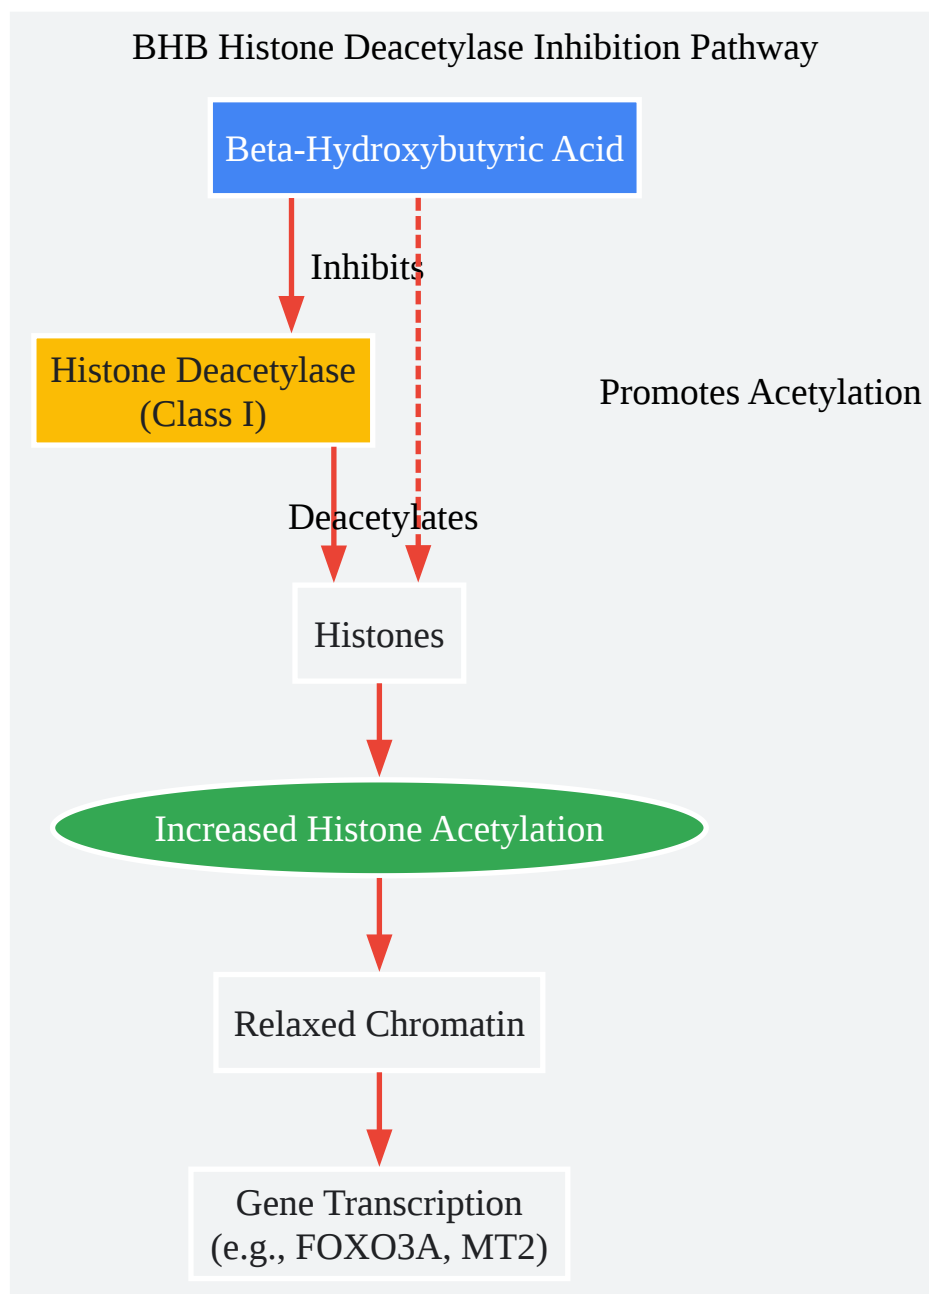 BHB Histone Deacetylase Inhibition Pathway
Beta-Hydroxybutyric Acid
Inhibits
Histone Deacetylase
(Class I)
Promotes Acetylation
Deacetylates
Histones
Increased Histone Acetylation
Relaxed Chromatin
Gene Transcription
(e.g., FOXO3A, MT2)